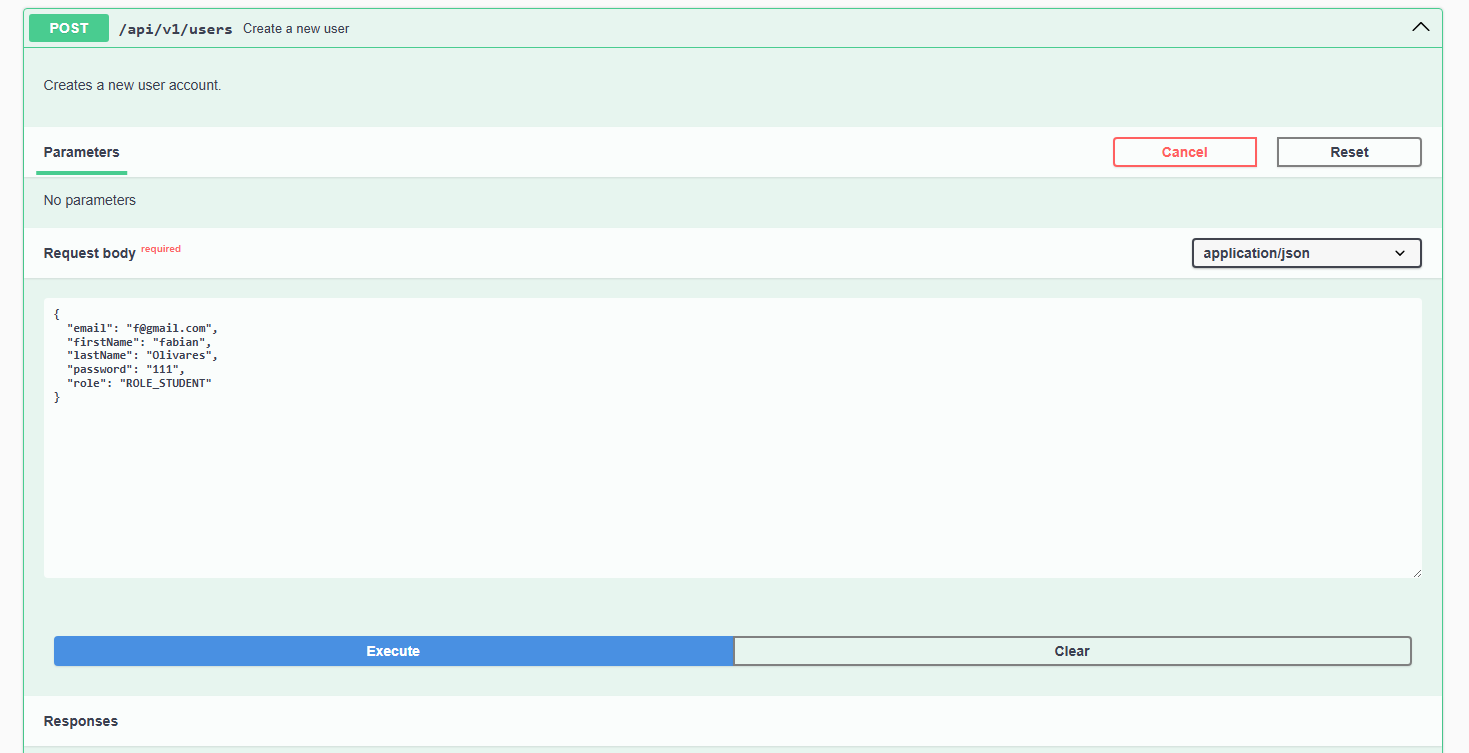 POST /api/v1/users Create a new user
Creates a new user account.
Parameters
Cancel
Reset
No parameters
Request body required
application/json
{
  "email": "f@gmail.com",
  "firstName": "fabian",
  "lastName": "Olivares",
  "password": "111",
  "role": "ROLE_STUDENT"
}
Execute
Clear
Responses